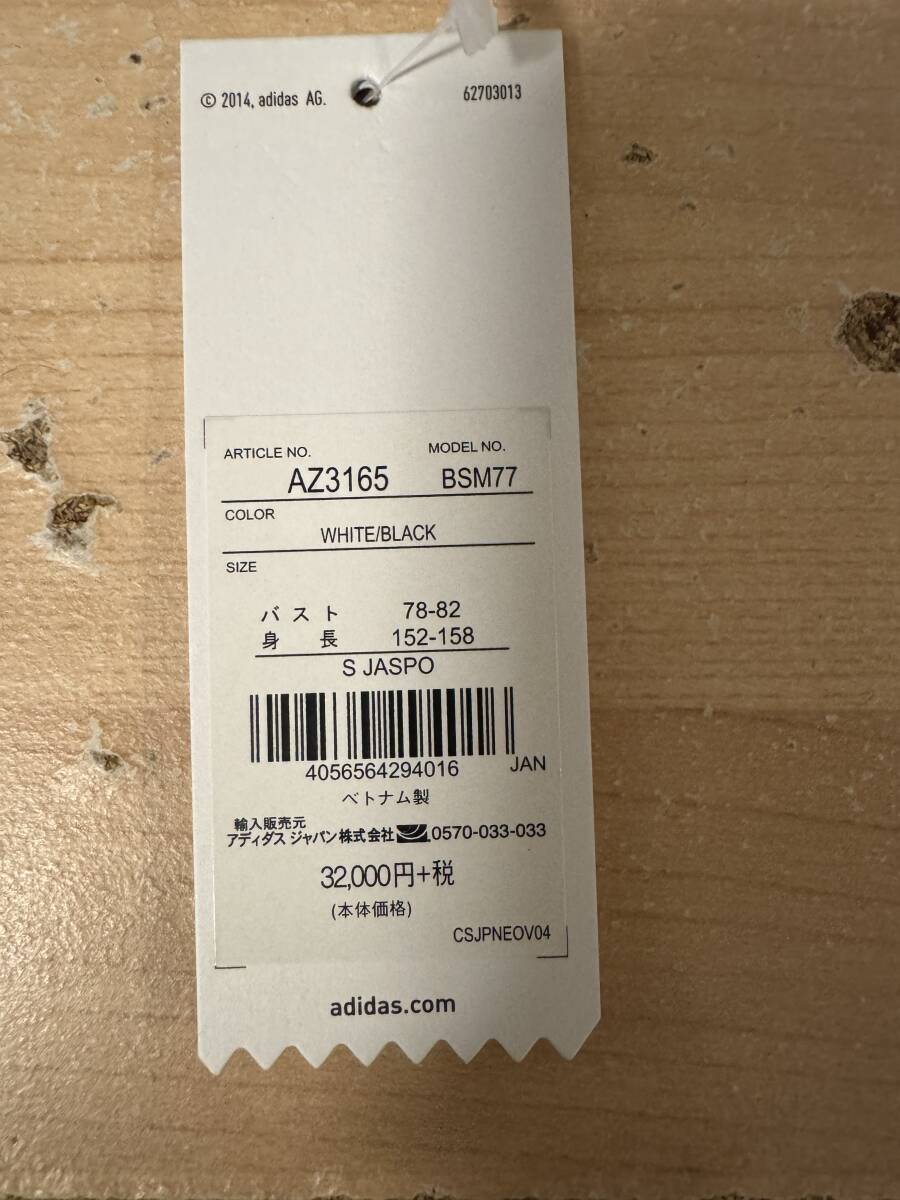 © 2014, adidas AG. 62703013
ARTICLE NO. MODEL NO.
AZ3165 BSM77
COLOR
WHITE/BLACK
SIZE
バスト 78-82
身長 152-158
S JASPO
4056564294016 JAN
ベトナム製
輸入販売元
アディダス ジャパン株式会社 0570-033-033
32,000円+税
(本体価格)
CSJPNEOV04
adidas.com